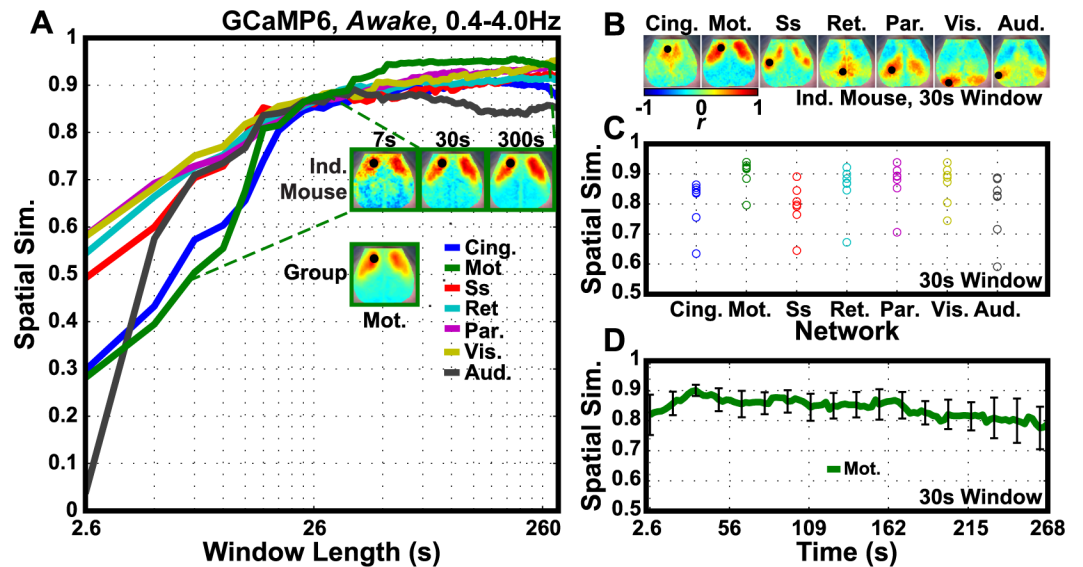 A
GCaMP6, Awake, 0.4-4.0Hz
Spatial Sim.
1
0.9
0.8
0.7
0.6
0.5
0.4
0.3
0.2
0.1
0
2.6
26
260
Window Length (s)
7s 30s 300s
Ind.
Mouse
Group
Mot.
Cing.
Mot
Ss
Ret
Par.
Vis.
Aud.
B
Cing. Mot. Ss Ret. Par. Vis. Aud.
-1 0 1
r
Ind. Mouse, 30s Window
C
Spatial Sim.
1
0.9
0.8
0.7
0.6
0.5
30s Window
Cing. Mot. Ss Ret. Par. Vis. Aud.
Network
D
Spatial Sim.
1
0.9
0.8
0.7
0.6
0.5
Mot.
30s Window
2.6 56 109 162 215 268
Time (s)